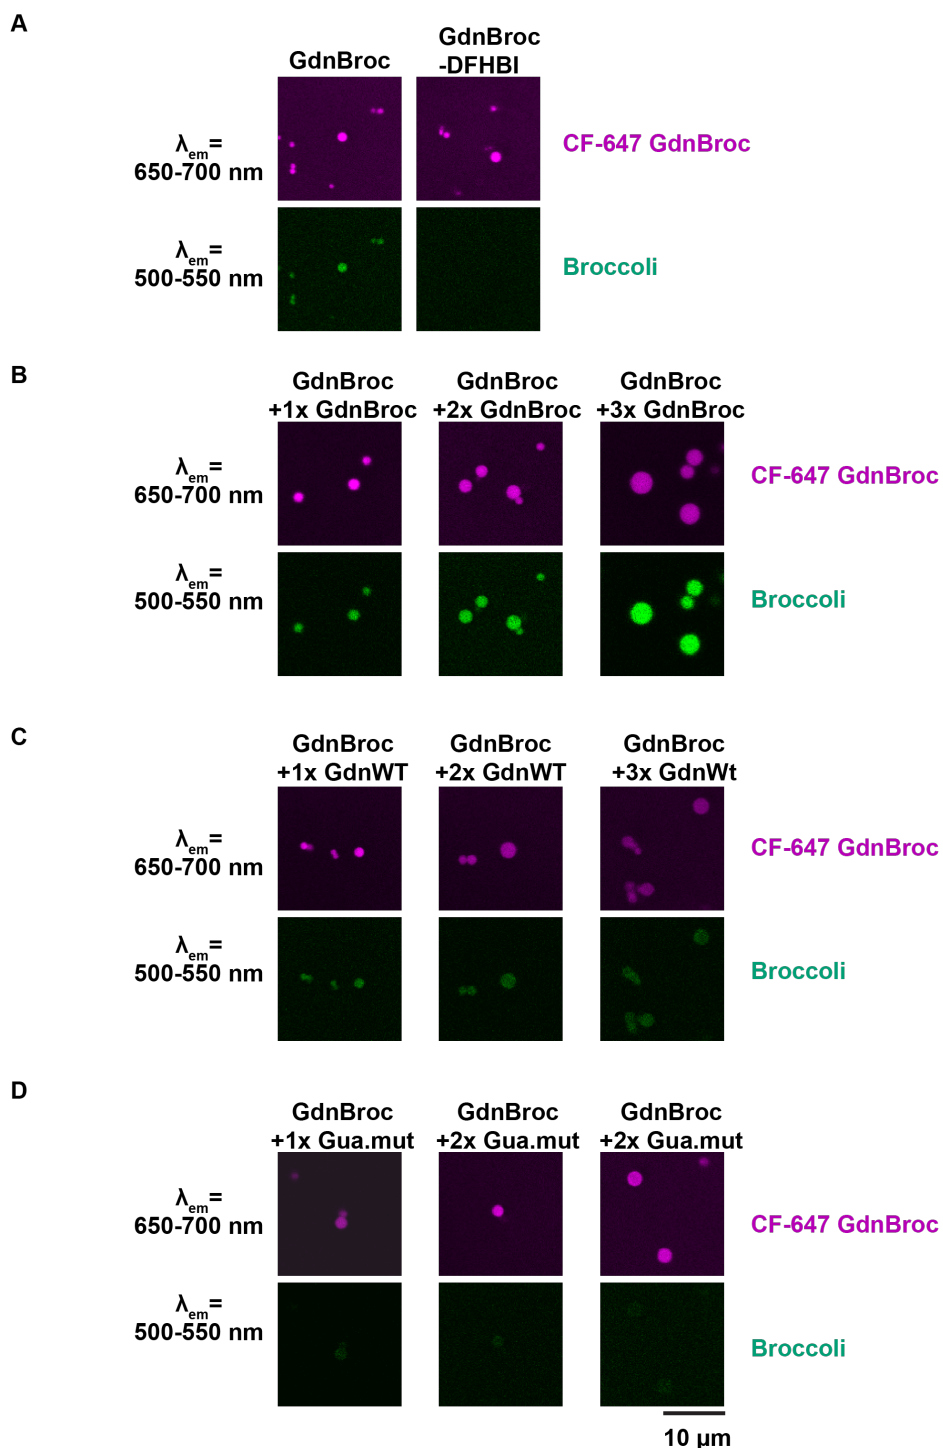 A
GdnBroc
GdnBroc
-DFHBI
λem=
650-700 nm
CF-647 GdnBroc
λem=
500-550 nm
Broccoli
B
GdnBroc
+1x GdnBroc
GdnBroc
+2x GdnBroc
GdnBroc
+3x GdnBroc
λem=
650-700 nm
CF-647 GdnBroc
λem=
500-550 nm
Broccoli
C
GdnBroc
+1x GdnWT
GdnBroc
+2x GdnWT
GdnBroc
+3x GdnWt
λem=
650-700 nm
CF-647 GdnBroc
λem=
500-550 nm
Broccoli
D
GdnBroc
+1x Gua.mut
GdnBroc
+2x Gua.mut
GdnBroc
+2x Gua.mut
λem=
650-700 nm
CF-647 GdnBroc
λem=
500-550 nm
Broccoli
10 µm